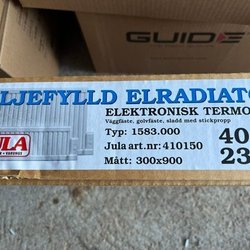 GUIDE
LJEFYLLD ELRADIATO
ELEKTRONISK TERMO
Väggfäste, golvfäste, sladd med stickpropp
Typ: 1583.000
Jula art.nr: 410150
Mått: 300x900
40
23
JULA